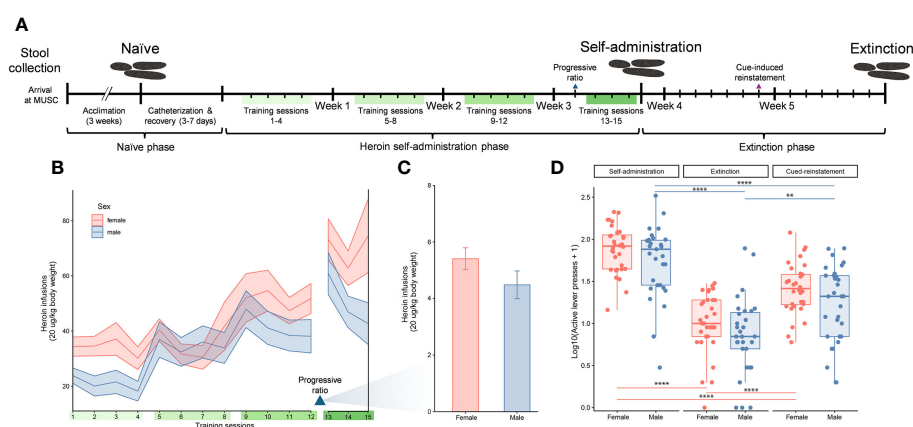 A
Stool
collection
Naïve
Self-administration
Extinction
Progressive
ratio
Cue-induced
reinstatement
Arrival
at MUSC
Acclimation
(3 weeks)
Catheterization &
recovery (3-7 days)
Training sessions
1-4
Week 1
Training sessions
5-8
Week 2
Training sessions
9-12
Week 3
Training sessions
13-15
Week 4
Week 5
Naïve phase
Heroin self-administration phase
Extinction phase
B
Sex
female
male
Heroin infusions
(20 ug/kg body weight)
80
60
40
20
Progressive
ratio
1 2 3 4 5 6 7 8 9 10 11 12 13 14 15
Training sessions
C
Heroin infusions
(20 ug/kg body weight)
8
6
4
2
0
Female Male
D
Self-administration Extinction Cued-reinstatement
Log10(Active lever presses + 1)
2.5
2.0
1.5
1.0
0.5
0.0
****
****
**
****
****
****
Female Male Female Male Female Male